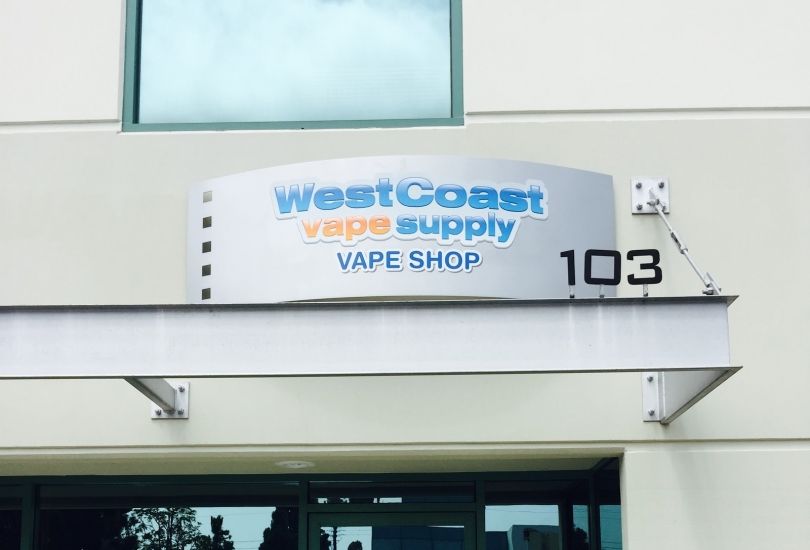 WestCoast
vape supply
VAPE SHOP
103